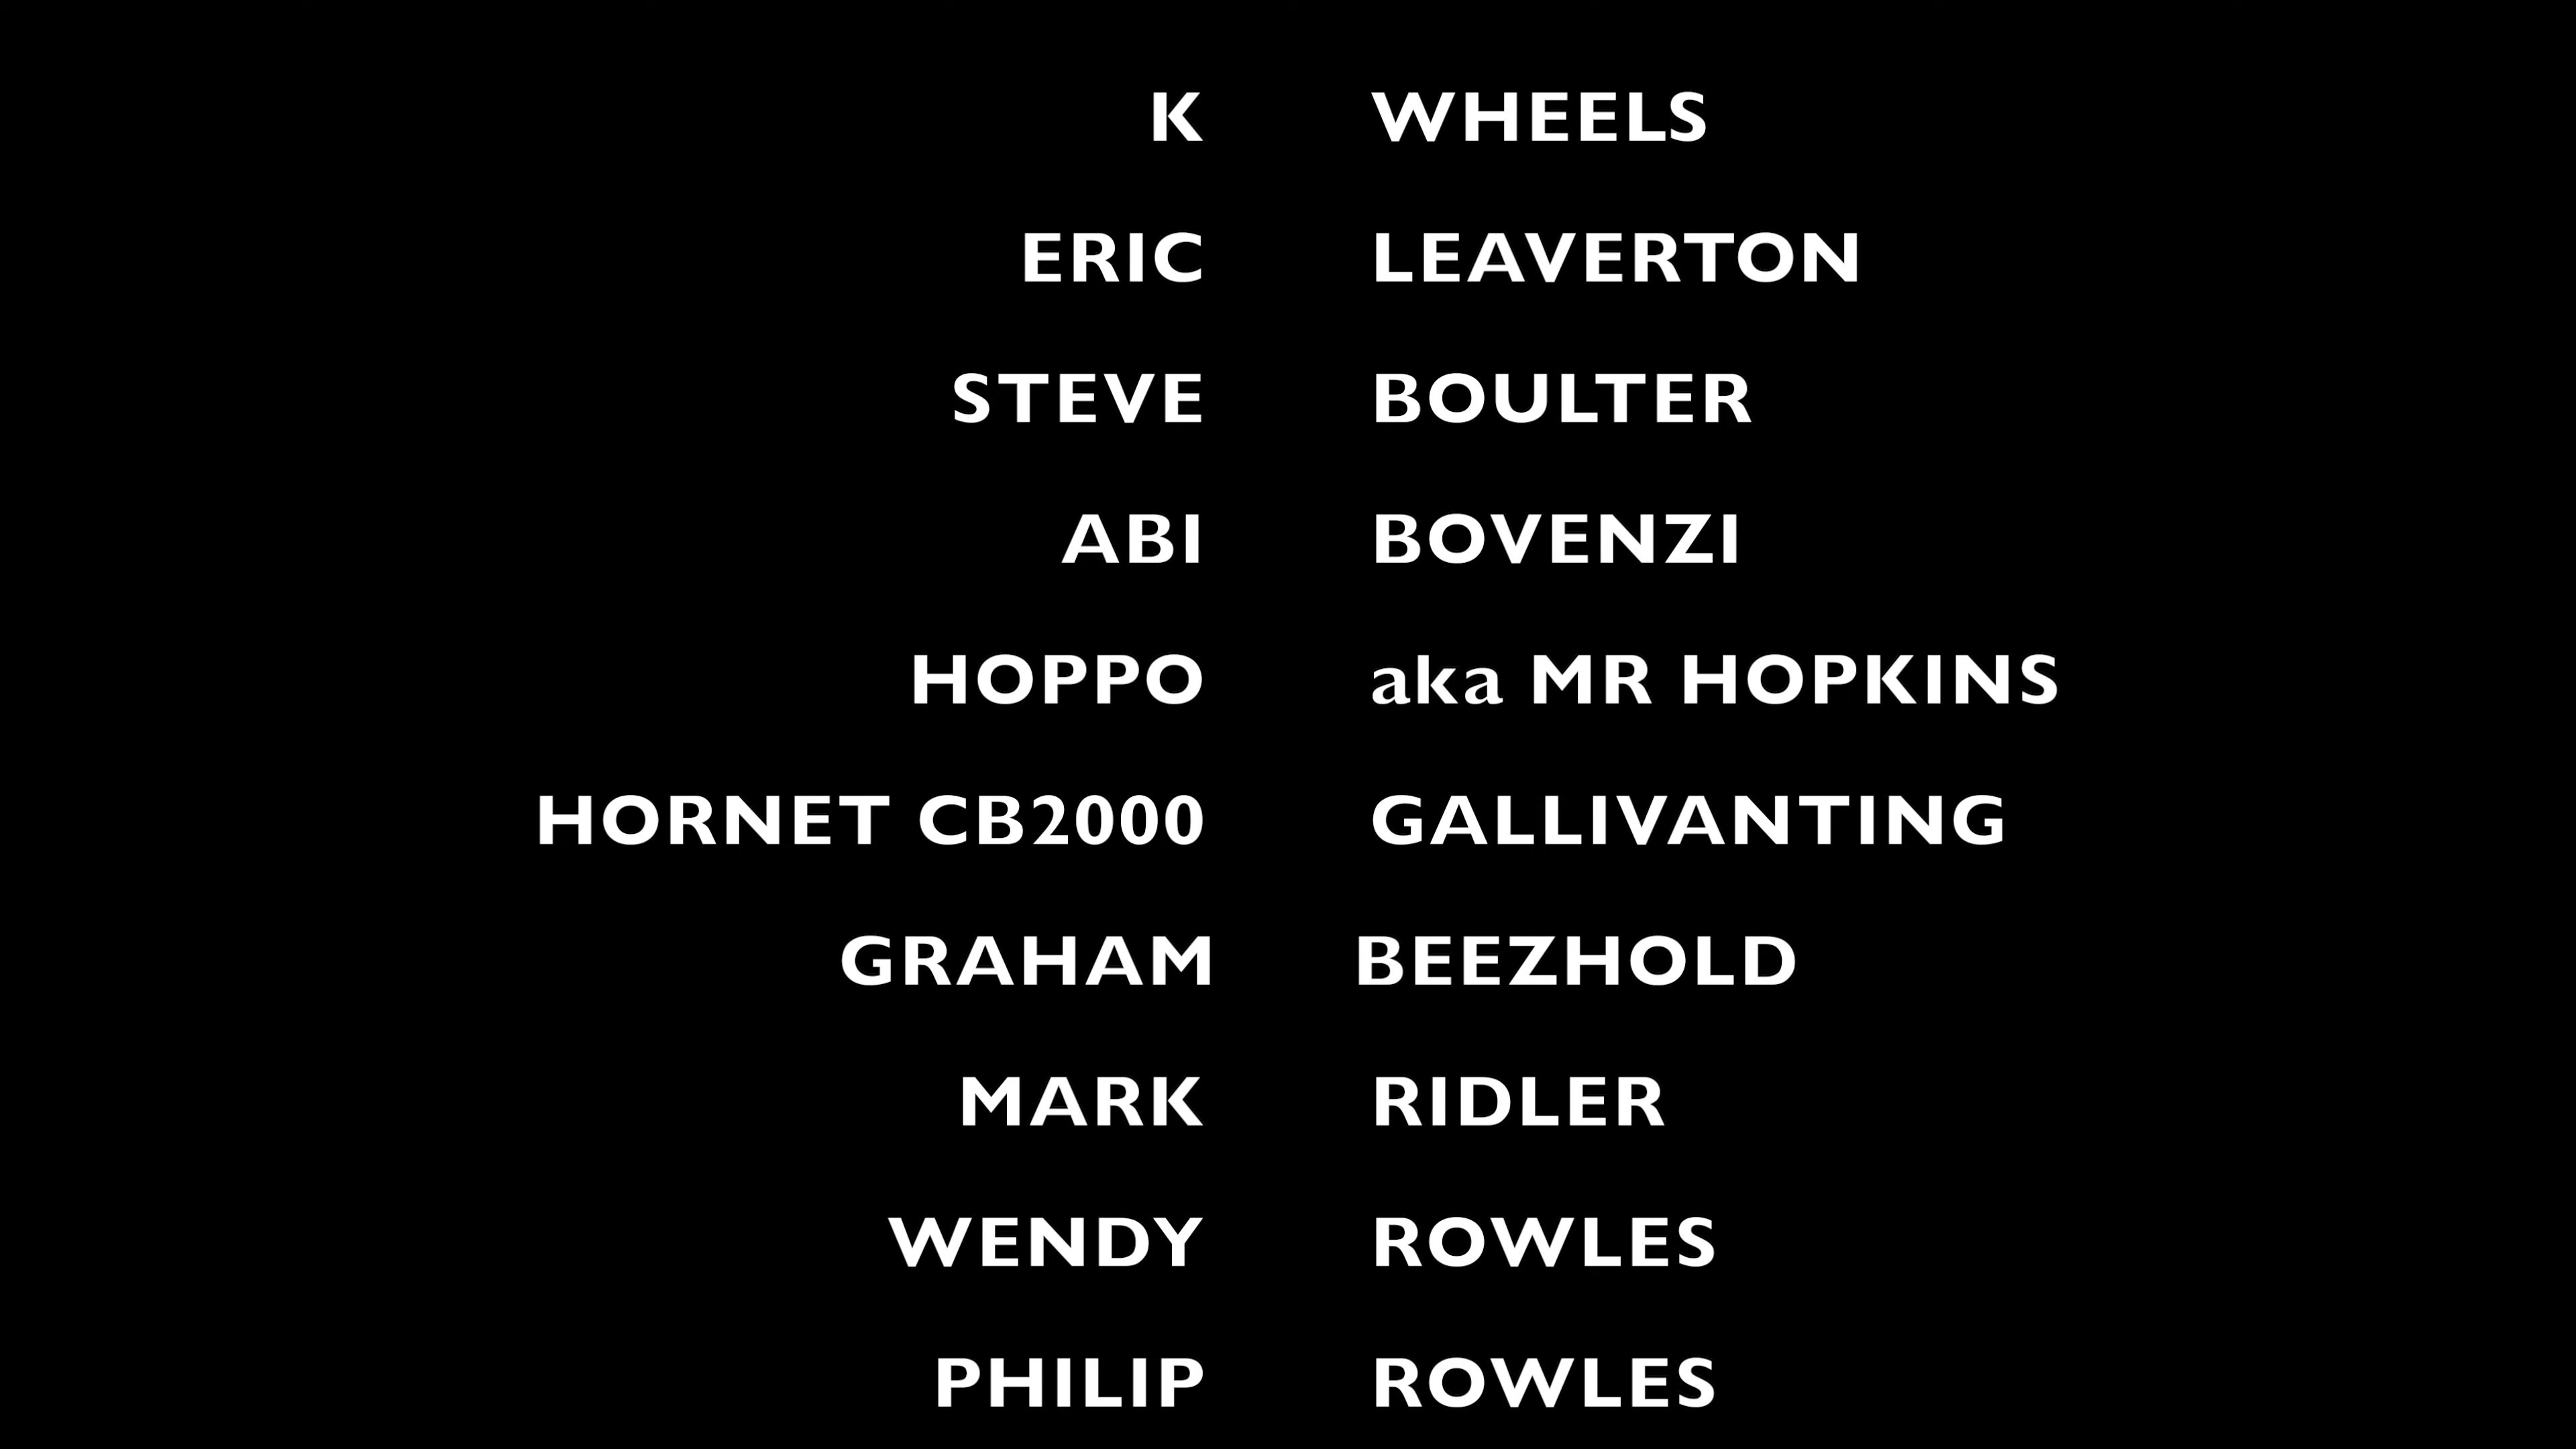 K WHEELS
ERIC LEAVERTON
STEVE BOULTER
ABI BOVENZI
HOPPO aka MR HOPKINS
HORNET CB2000 GALLIVANTING
GRAHAM BEEZHOLD
MARK RIDLER
WENDY ROWLES
PHILIP ROWLES